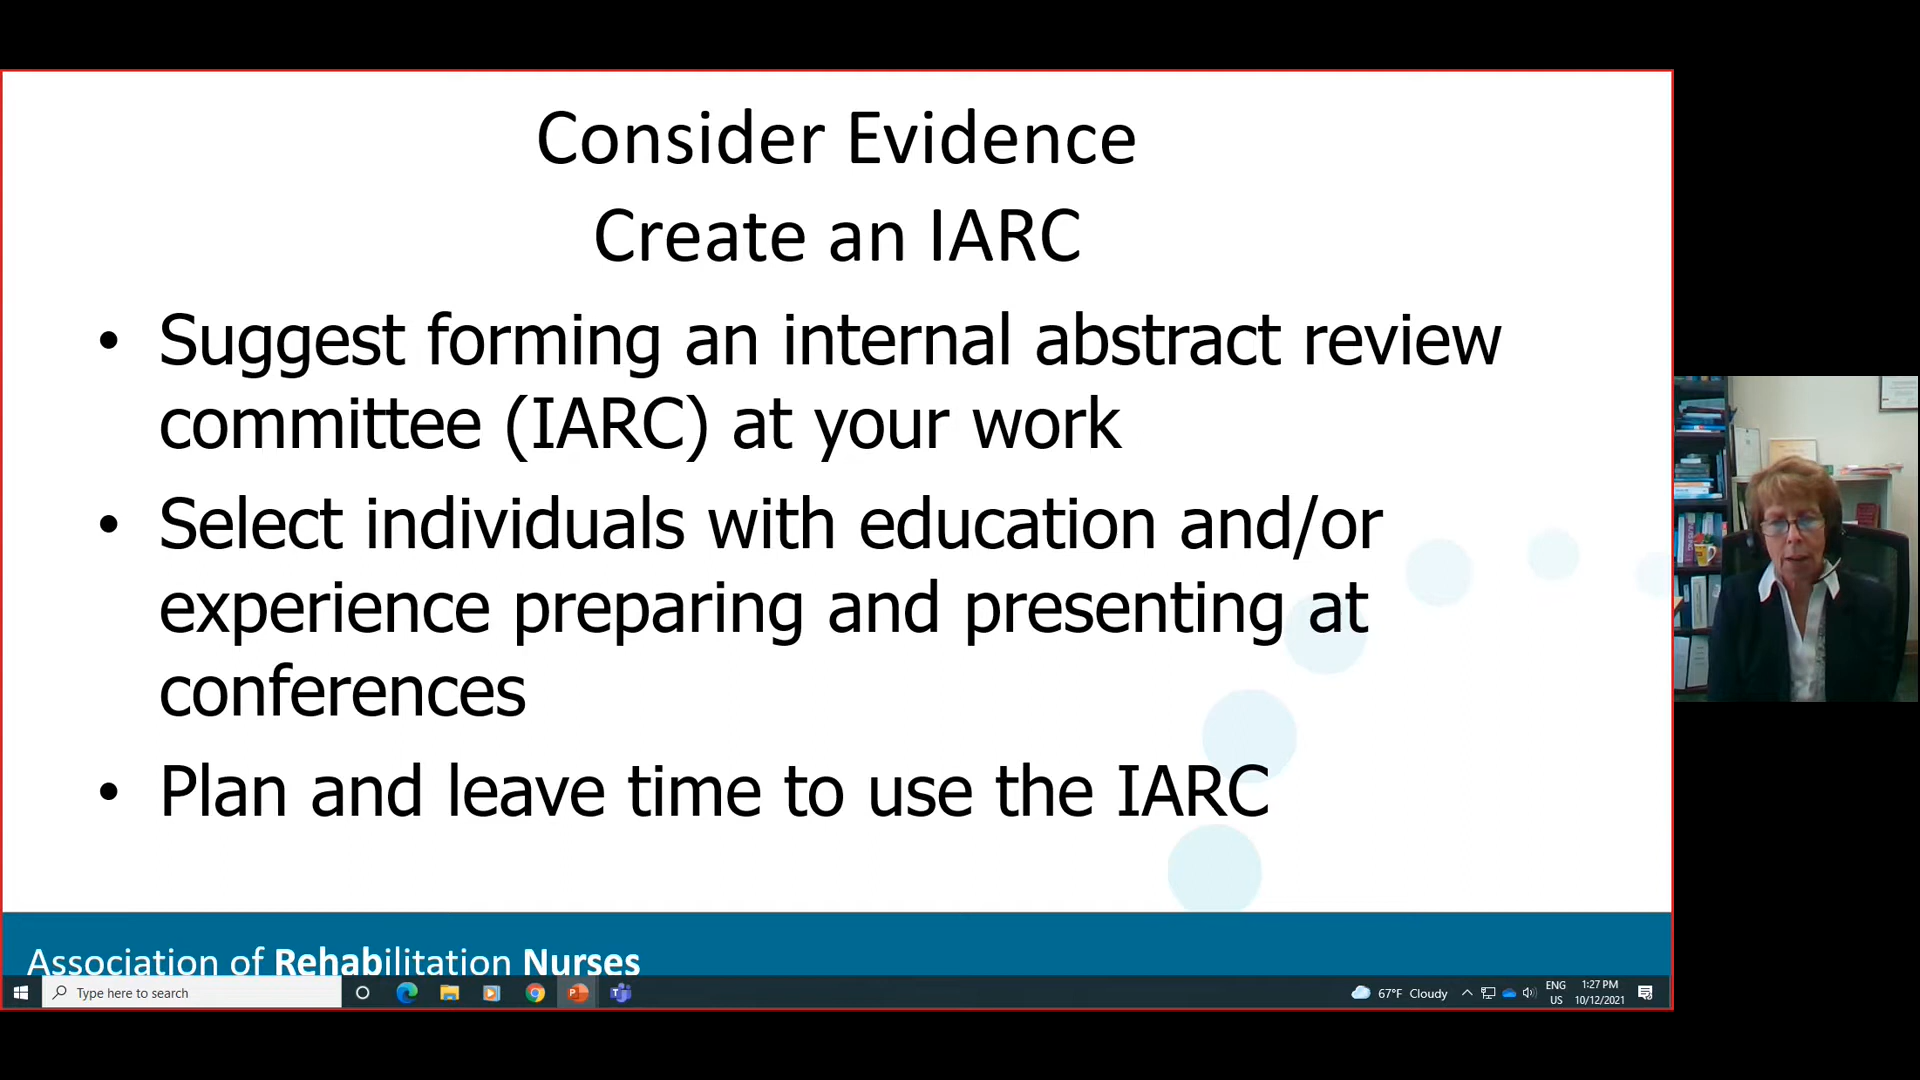 Consider Evidence
Create an IARC
• Suggest forming an internal abstract review
committee (IARC) at your work
• Select individuals with education and/or
experience preparing and presenting at
conferences
• Plan and leave time to use the IARC
Association of Rehabilitation Nurses
Type here to search
67°F Cloudy
ENG
US
1:27 PM
10/12/2021